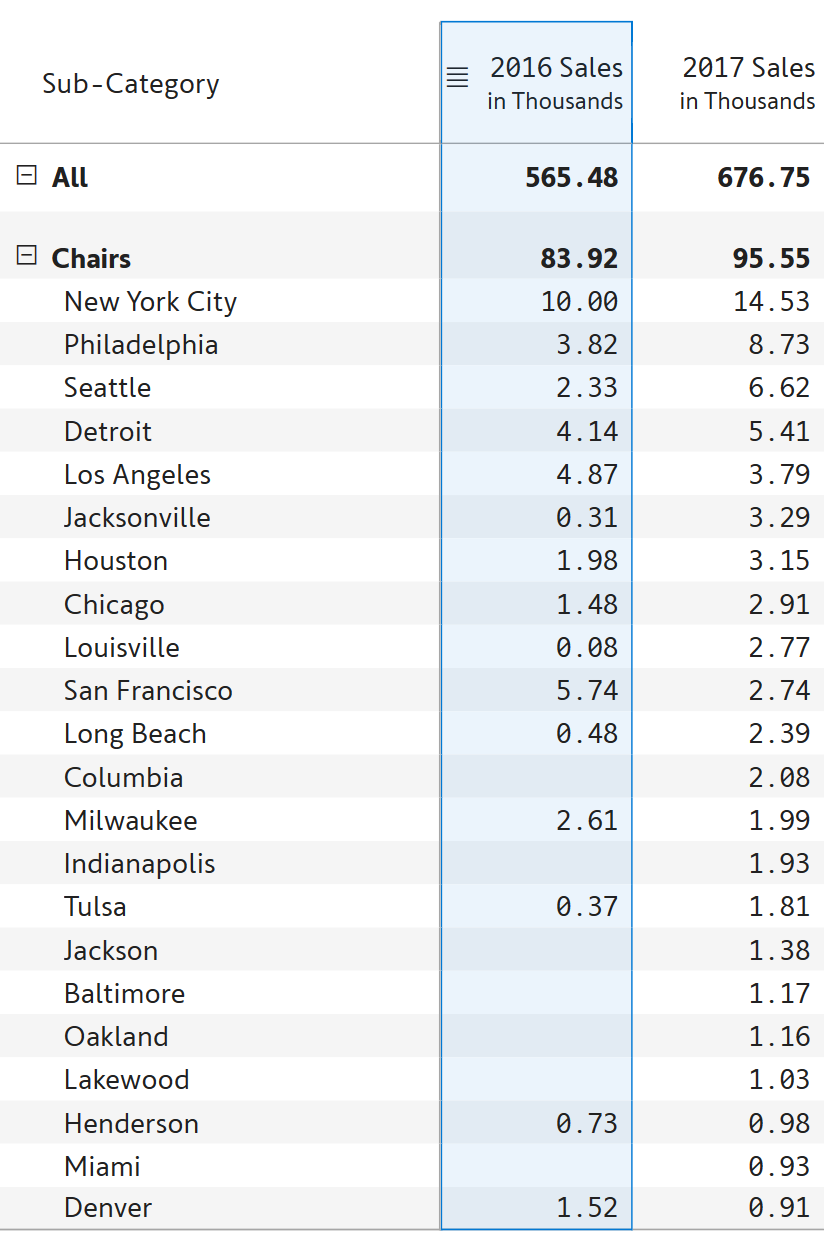 Sub-Category 2016 Sales in Thousands 2017 Sales in Thousands
All 565.48 676.75
Chairs 83.92 95.55
New York City 10.00 14.53
Philadelphia 3.82 8.73
Seattle 2.33 6.62
Detroit 4.14 5.41
Los Angeles 4.87 3.79
Jacksonville 0.31 3.29
Houston 1.98 3.15
Chicago 1.48 2.91
Louisville 0.08 2.77
San Francisco 5.74 2.74
Long Beach 0.48 2.39
Columbia 2.08
Milwaukee 2.61 1.99
Indianapolis 1.93
Tulsa 0.37 1.81
Jackson 1.38
Baltimore 1.17
Oakland 1.16
Lakewood 1.03
Henderson 0.73 0.98
Miami 0.93
Denver 1.52 0.91